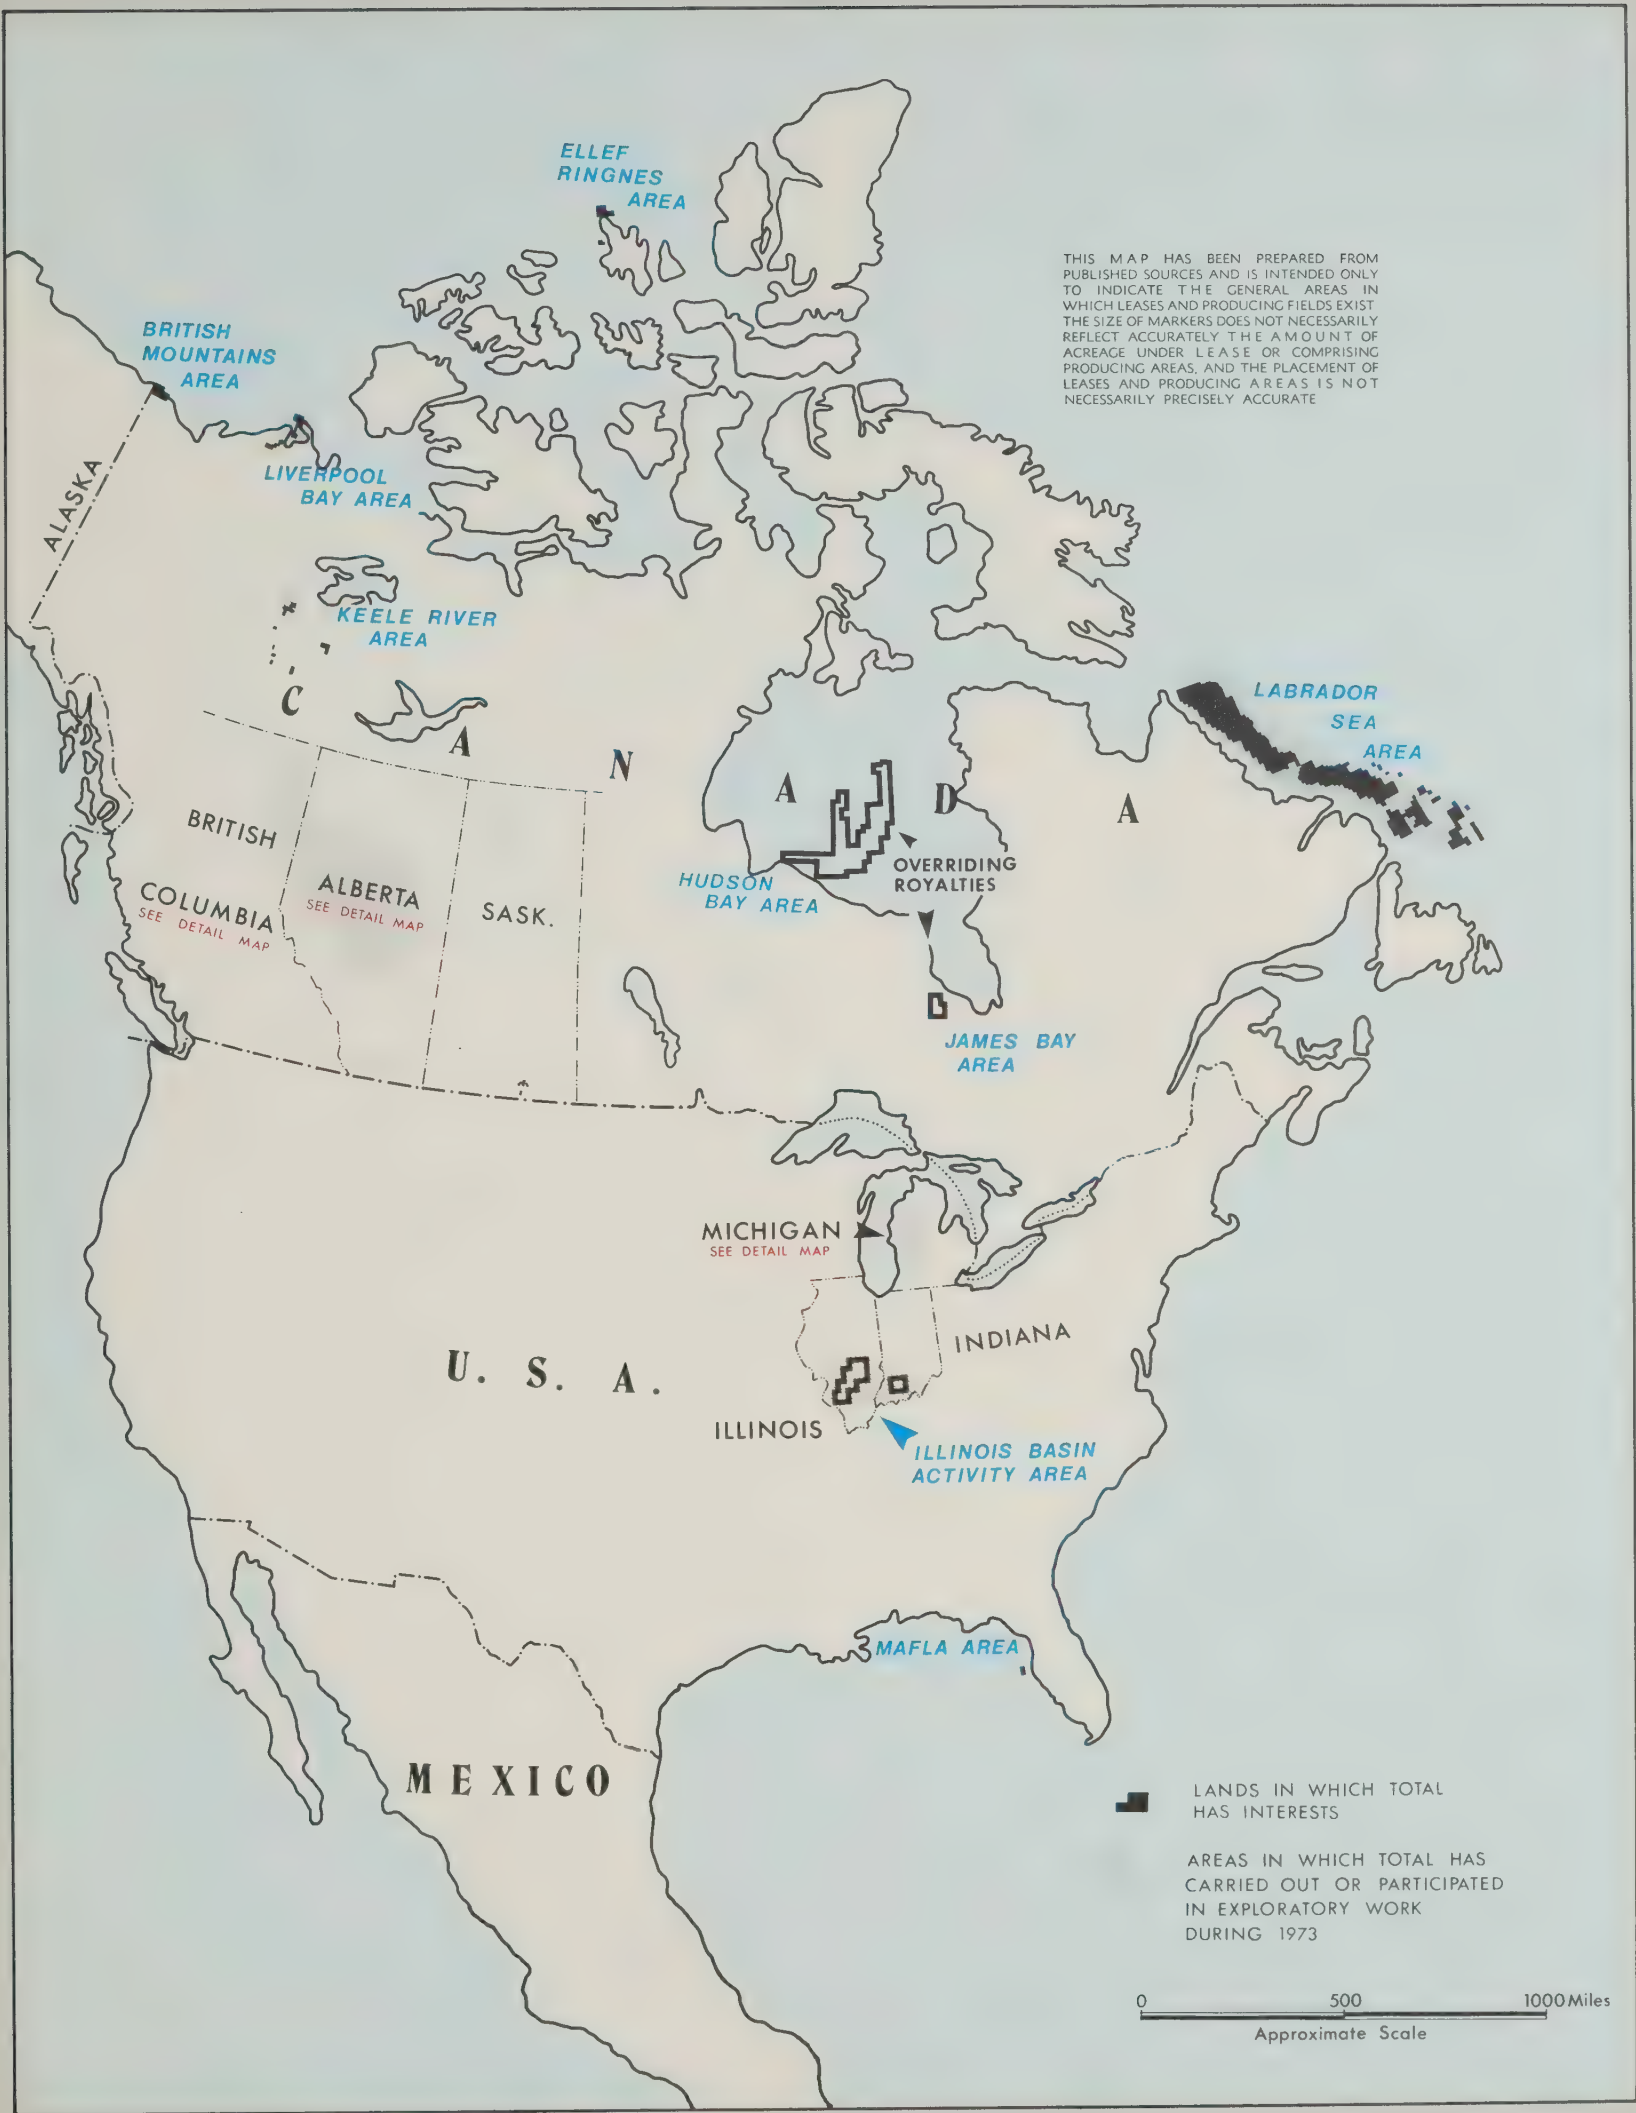 ELLEF
RINGNES
AREA
THIS MAP HAS BEEN PREPARED FROM
PUBLISHED SOURCES AND IS INTENDED ONLY
TO INDICATE THE GENERAL AREAS IN
WHICH LEASES AND PRODUCING FIELDS EXIST
THE SIZE OF MARKERS DOES NOT NECESSARILY
REFLECT ACCURATELY THE AMOUNT OF
ACREAGE UNDER LEASE OR COMPRISING
PRODUCING AREAS, AND THE PLACEMENT OF
LEASES AND PRODUCING AREAS IS NOT
NECESSARILY PRECISELY ACCURATE
BRITISH
MOUNTAINS
AREA
LIVERPOOL
BAY AREA
ALASKA
KEELE RIVER
AREA
LABRADOR
SEA
AREA
C A N A D A
BRITISH
COLUMBIA
SEE DETAIL MAP
ALBERTA
SEE DETAIL MAP
SASK.
OVERRIDING
ROYALTIES
HUDSON
BAY AREA
JAMES BAY
AREA
MICHIGAN
SEE DETAIL MAP
INDIANA
U. S. A.
ILLINOIS
ILLINOIS BASIN
ACTIVITY AREA
MAFLA AREA
MEXICO
LANDS IN WHICH TOTAL
HAS INTERESTS
AREAS IN WHICH TOTAL HAS
CARRIED OUT OR PARTICIPATED
IN EXPLORATORY WORK
DURING 1973
0 500 1000 Miles
Approximate Scale